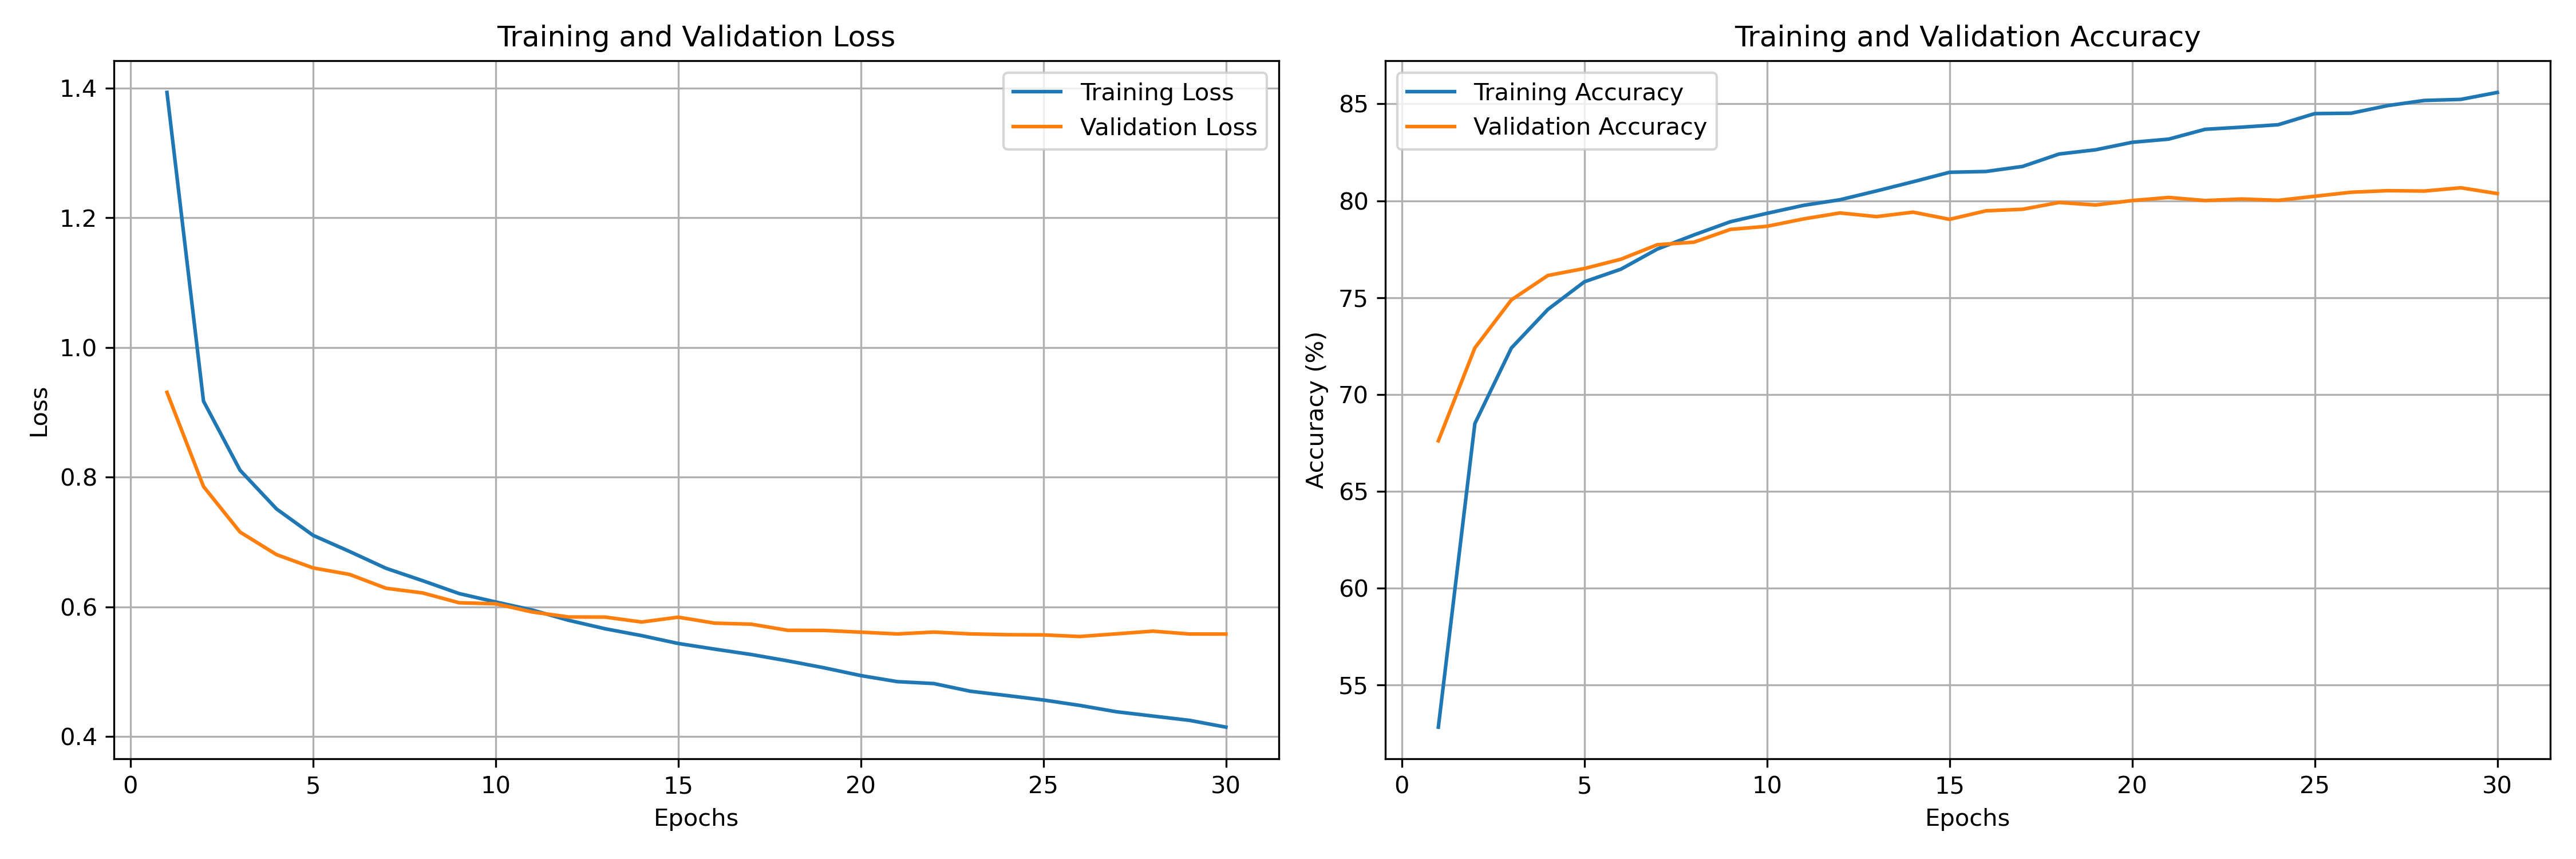 Training and Validation Loss
Training Loss
Validation Loss
1.4
1.2
1.0
0.8
0.6
0.4
Loss
0 5 10 15 20 25 30
Epochs
Training and Validation Accuracy
Training Accuracy
Validation Accuracy
85
80
75
70
65
60
55
Accuracy (%)
0 5 10 15 20 25 30
Epochs